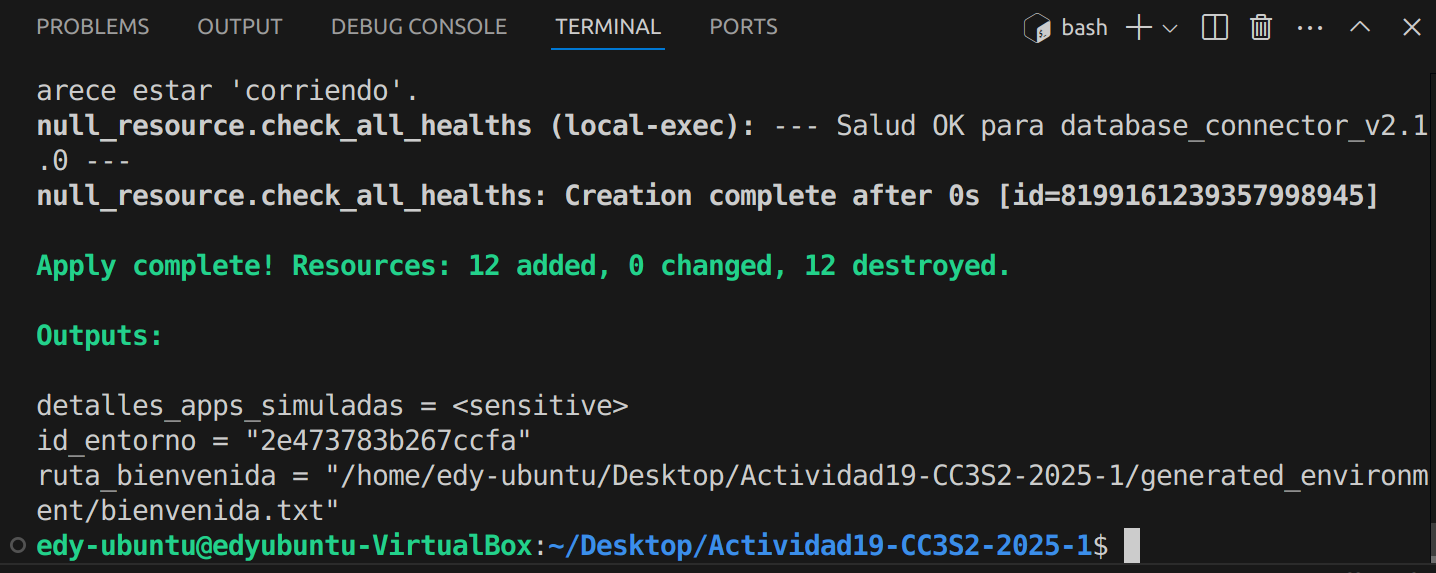 PROBLEMS OUTPUT DEBUG CONSOLE TERMINAL PORTS bash
arece estar 'corriendo'.
null_resource.check_all_healths (local-exec): --- Salud OK para database_connector_v2.1
.0 ---
null_resource.check_all_healths: Creation complete after 0s [id=8199161239357998945]
Apply complete! Resources: 12 added, 0 changed, 12 destroyed.
Outputs:
detalles_apps_simuladas = <sensitive>
id_entorno = "2e473783b267ccfa"
ruta_bienvenida = "/home/edy-ubuntu/Desktop/Actividad19-CC3S2-2025-1/generated_environm
ent/bienvenida.txt"
edy-ubuntu@edyubuntu-VirtualBox:~/Desktop/Actividad19-CC3S2-2025-1$